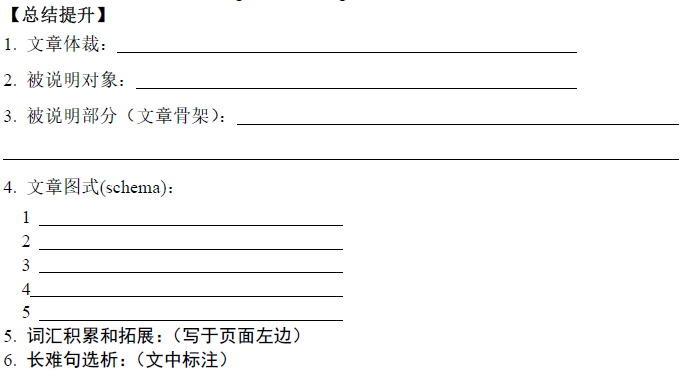 【总结提升】
1. 文章体裁：
2. 被说明对象：
3. 被说明部分（文章骨架）：
4. 文章图式(schema)：
1
2
3
4
5
5. 词汇积累和拓展：（写于页面左边）
6. 长难句选析：（文中标注）